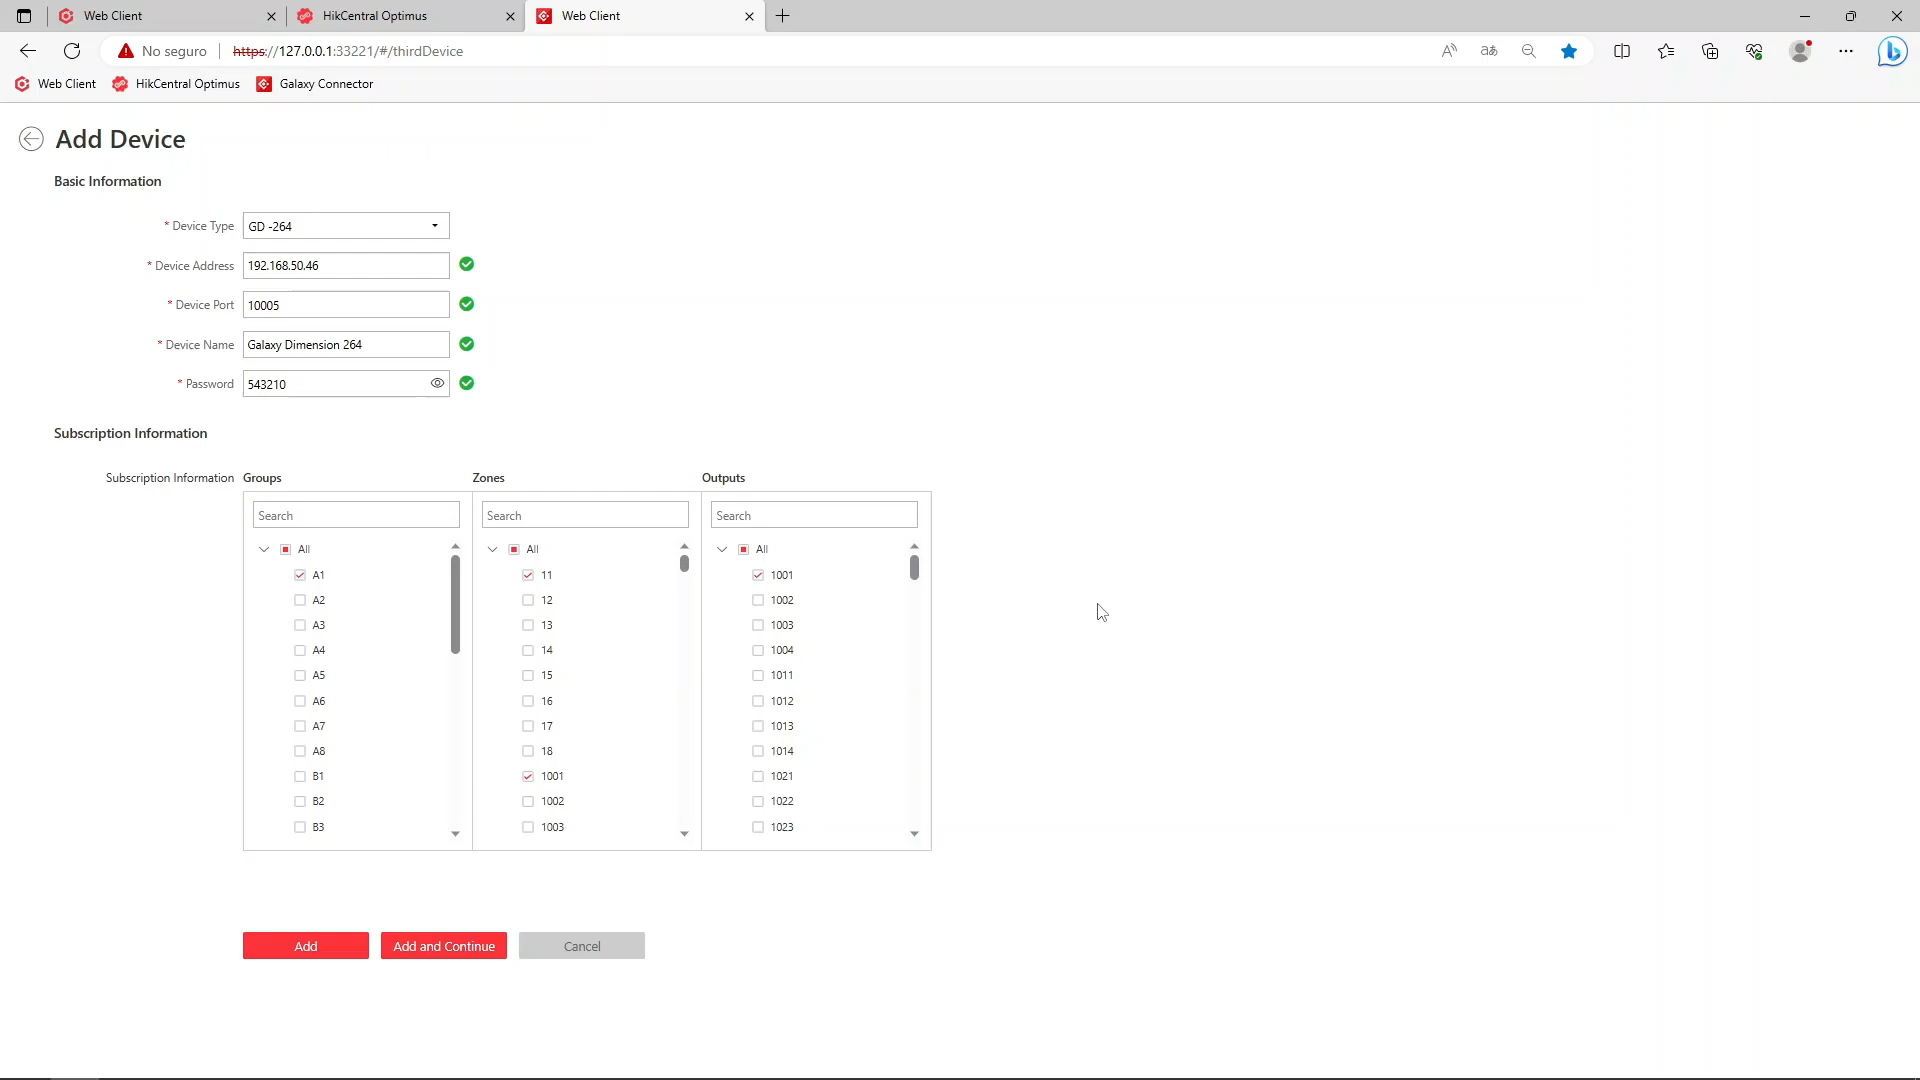 Web Client
HikCentral Optimus
Web Client
No seguro
https://127.0.0.1:33221/#/thirdDevice
Web Client
HikCentral Optimus
Galaxy Connector
Add Device
Basic Information
* Device Type
GD -264
* Device Address
192.168.50.46
* Device Port
10005
* Device Name
Galaxy Dimension 264
* Password
543210
Subscription Information
Subscription Information
Groups
Zones
Outputs
Search
Search
Search
All
All
All
A1
11
1001
A2
12
1002
A3
13
1003
A4
14
1004
A5
15
1011
A6
16
1012
A7
17
1013
A8
18
1014
B1
1001
1021
B2
1002
1022
B3
1003
1023
Add
Add and Continue
Cancel